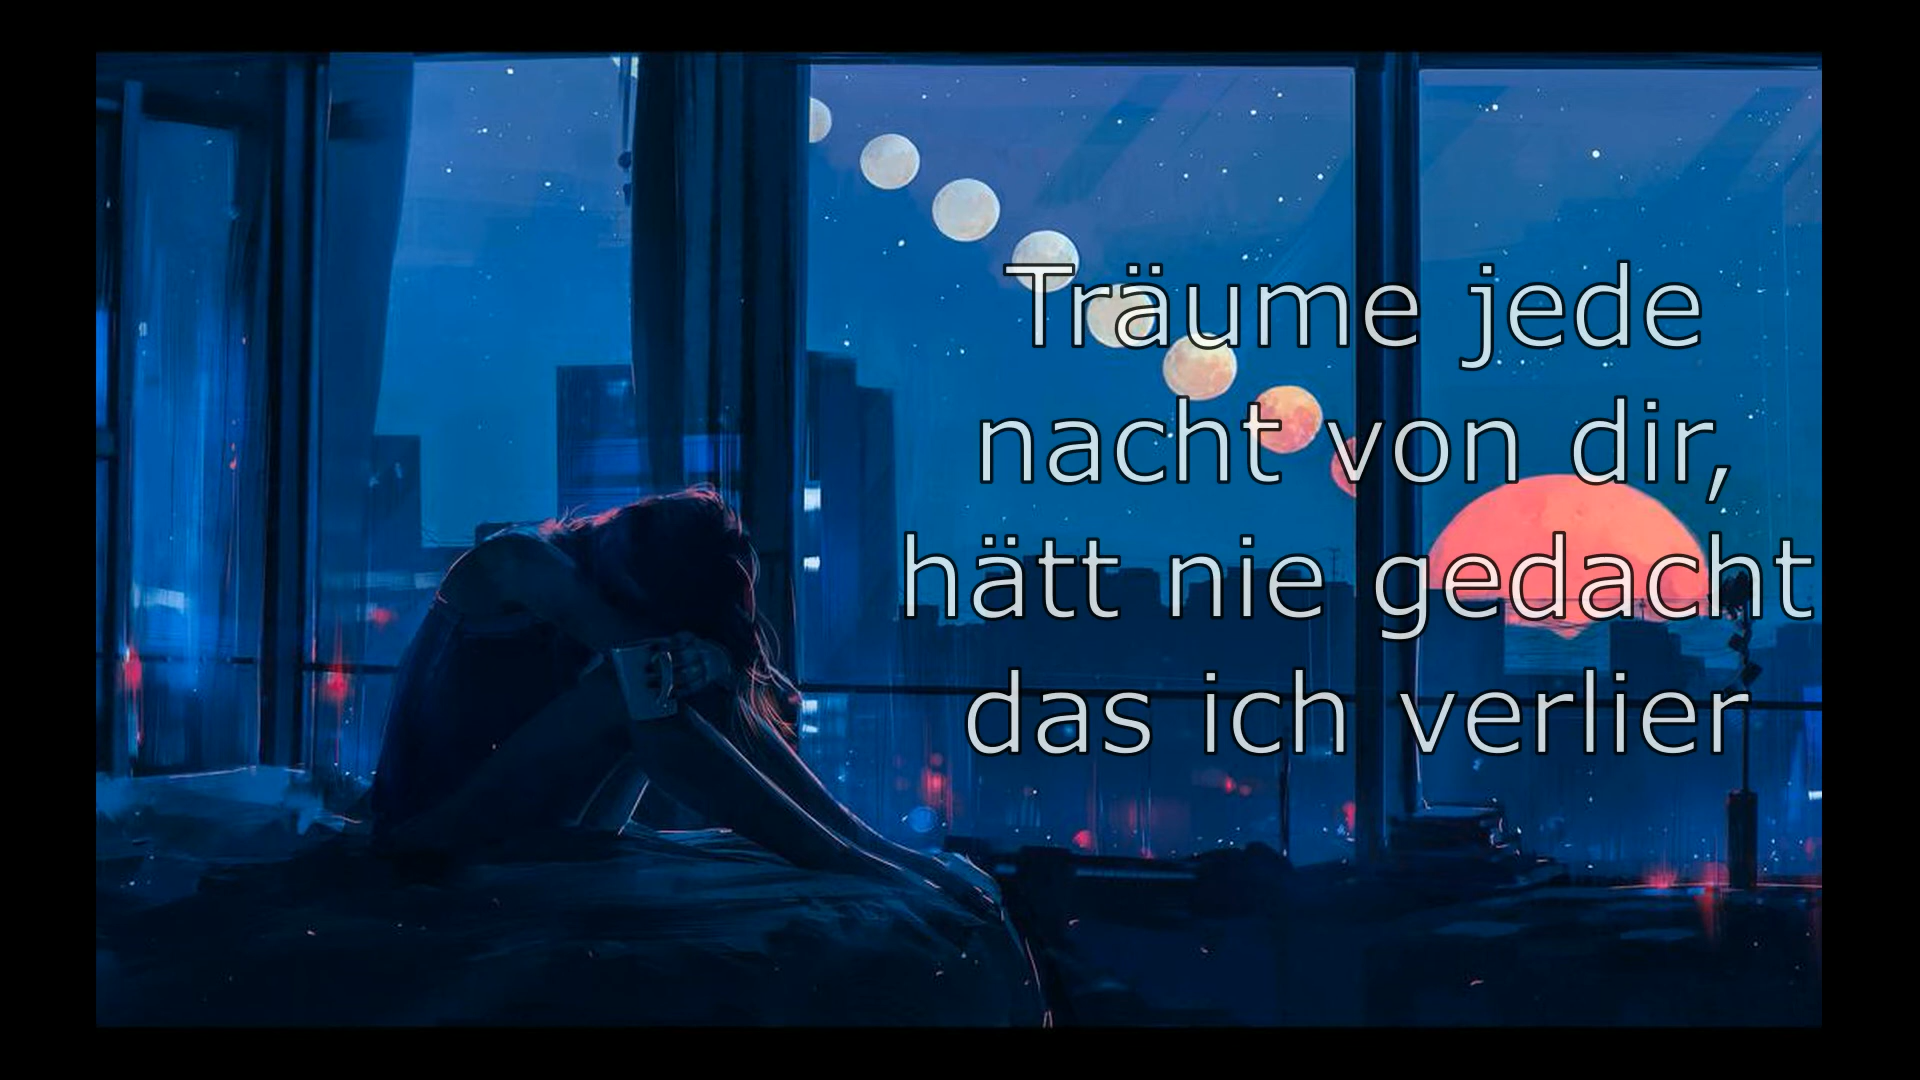 Träume jede
nacht von dir,
hätt nie gedacht
das ich verlier